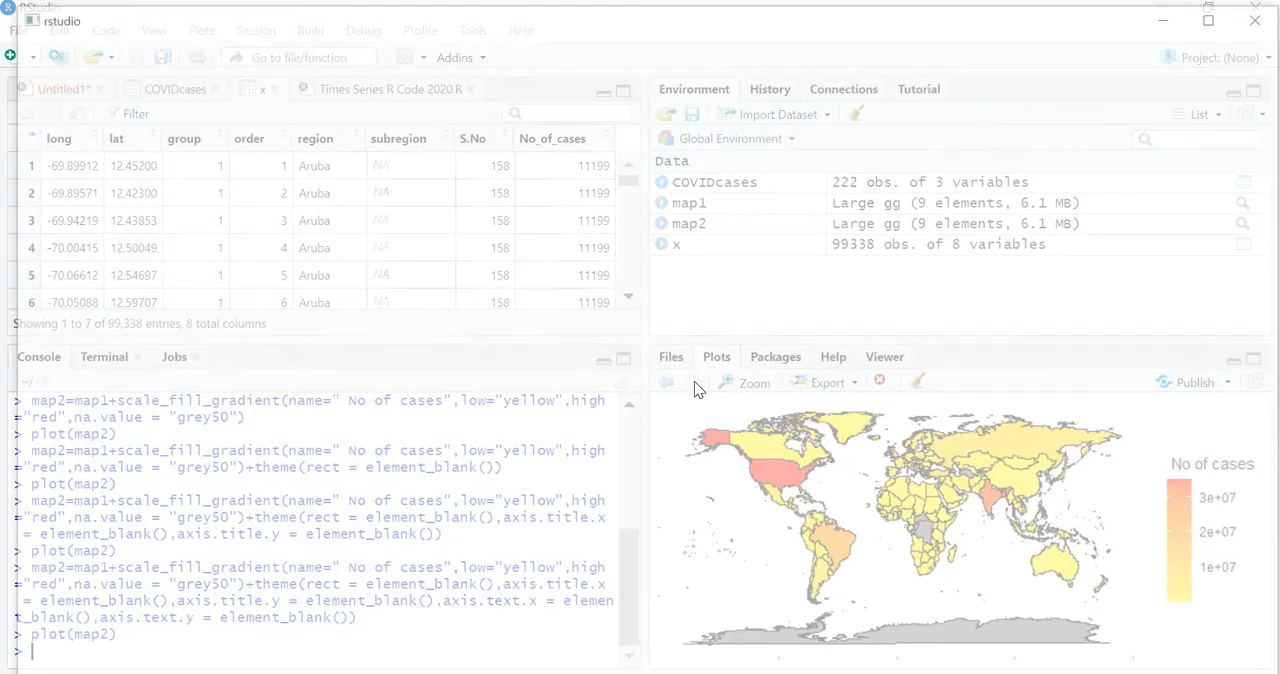 RStudio
rstudio
File Edit Code View Plots Session Build Debug Profile Tools Help
Go to file/function Addins Project: (None)
Untitled1* COVIDcases x Times Series R Code 2020.R
Filter
long lat group order region subregion S.No No_of_cases
1 -69.89912 12.45200 1 1 Aruba NA 158 11199
2 -69.89571 12.42300 1 2 Aruba NA 158 11199
3 -69.94219 12.43853 1 3 Aruba NA 158 11199
4 -70.00415 12.50049 1 4 Aruba NA 158 11199
5 -70.06612 12.54697 1 5 Aruba NA 158 11199
6 -70.05088 12.59707 1 6 Aruba NA 158 11199
Showing 1 to 7 of 99,338 entries, 8 total columns
Console Terminal Jobs
~/
> map2=map1+scale_fill_gradient(name=" No of cases",low="yellow",high
="red",na.value = "grey50")
> plot(map2)
> map2=map1+scale_fill_gradient(name=" No of cases",low="yellow",high
="red",na.value = "grey50")+theme(rect = element_blank())
> plot(map2)
> map2=map1+scale_fill_gradient(name=" No of cases",low="yellow",high
="red",na.value = "grey50")+theme(rect = element_blank(),axis.title.x
= element_blank(),axis.title.y = element_blank())
> plot(map2)
> map2=map1+scale_fill_gradient(name=" No of cases",low="yellow",high
="red",na.value = "grey50")+theme(rect = element_blank(),axis.title.x
= element_blank(),axis.title.y = element_blank(),axis.text.x = elemen
t_blank(),axis.text.y = element_blank())
> plot(map2)
>
Environment History Connections Tutorial
Import Dataset List
Global Environment
Data
COVIDcases 222 obs. of 3 variables
map1 Large gg (9 elements, 6.1 MB)
map2 Large gg (9 elements, 6.1 MB)
x 99338 obs. of 8 variables
Files Plots Packages Help Viewer
Zoom Export Publish
No of cases
3e+07
2e+07
1e+07